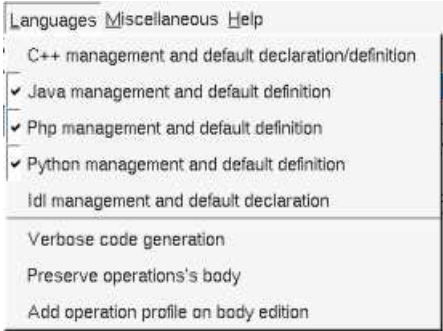 Languages Miscellaneous Help
C++ management and default declaration/definition
Java management and default definition
Php management and default definition
Python management and default definition
Idl management and default declaration
Verbose code generation
Preserve operations's body
Add operation profile on body edition